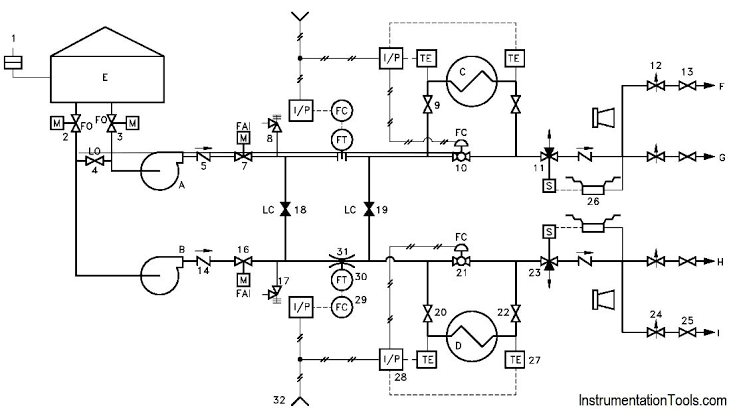 32
1
E
I/P
TE
C
TE
12
13
F
I/P
FC
9
M
FO
FO
M
2
3
FAI
M
8
FT
FC
LO
4
A
5
7
10
11
G
S
26
LC
18
LC
19
B
14
16
FAI
M
17
31
FT
30
FC
21
S
23
H
I/P
FC
29
20
22
24
25
I
D
I/P
28
TE
TE
27
InstrumentationTools.com